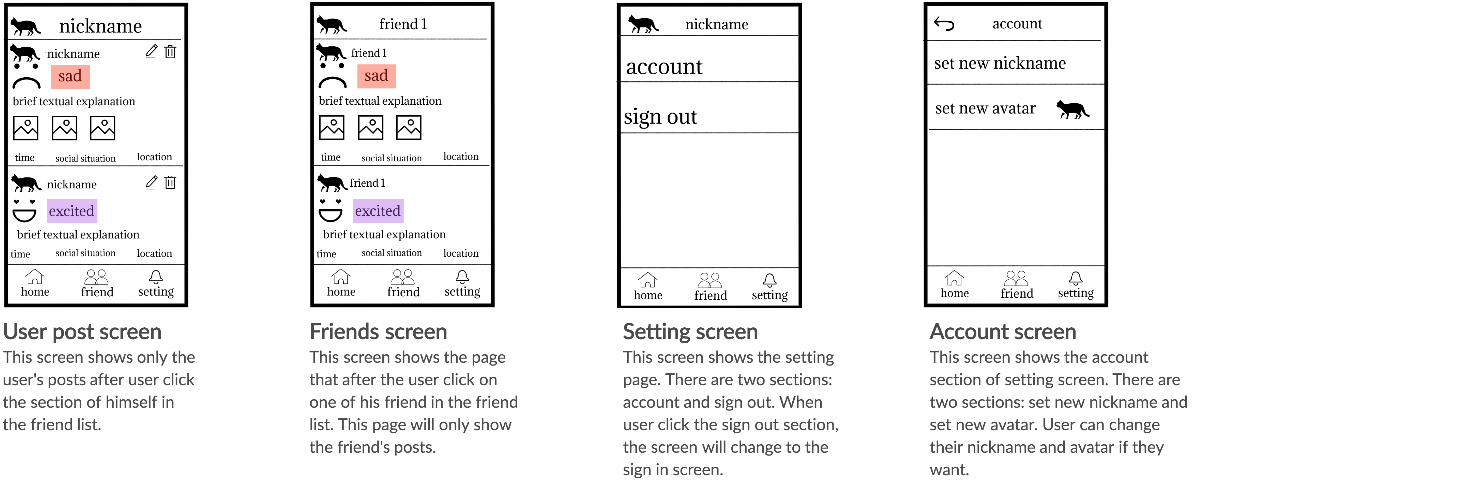 nickname
nickname
sad
brief textual explanation
time social situation location
nickname
excited
brief textual explanation
time social situation location
home friend setting
User post screen
This screen shows only the
user's posts after user click
the section of himself in
the friend list.
friend 1
friend 1
sad
brief textual explanation
time social situation location
friend 1
excited
brief textual explanation
time social situation location
home friend setting
Friends screen
This screen shows the page
that after the user click on
one of his friend in the friend
list. This page will only show
the friend's posts.
nickname
account
sign out
home friend setting
Setting screen
This screen shows the setting
page. There are two sections:
account and sign out. When
user click the sign out section,
the screen will change to the
sign in screen.
account
set new nickname
set new avatar
home friend setting
Account screen
This screen shows the account
section of setting screen. There are
two sections: set new nickname and
set new avatar. User can change
their nickname and avatar if they
want.